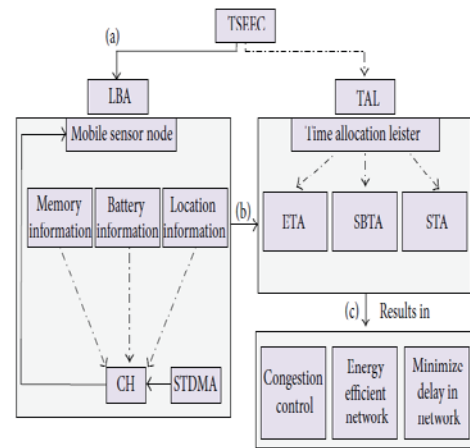 TSEEC
(a)
LBA
TAL
Mobile sensor node
Time allocation leister
Memory
information
Battery
information
Location
information
(b)
ETA
SBTA
STA
CH
STDMA
(c)
Results in
Congestion
control
Energy
efficient
network
Minimize
delay in
network